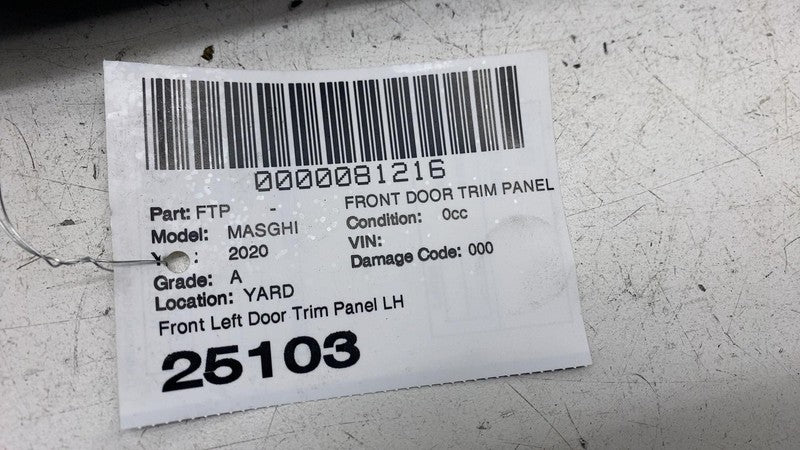 0000081216
Part: FTP - FRONT DOOR TRIM PANEL
Model: MASGHI Condition: 0cc
: 2020 VIN:
Grade: A Damage Code: 000
Location: YARD
Front Left Door Trim Panel LH
25103